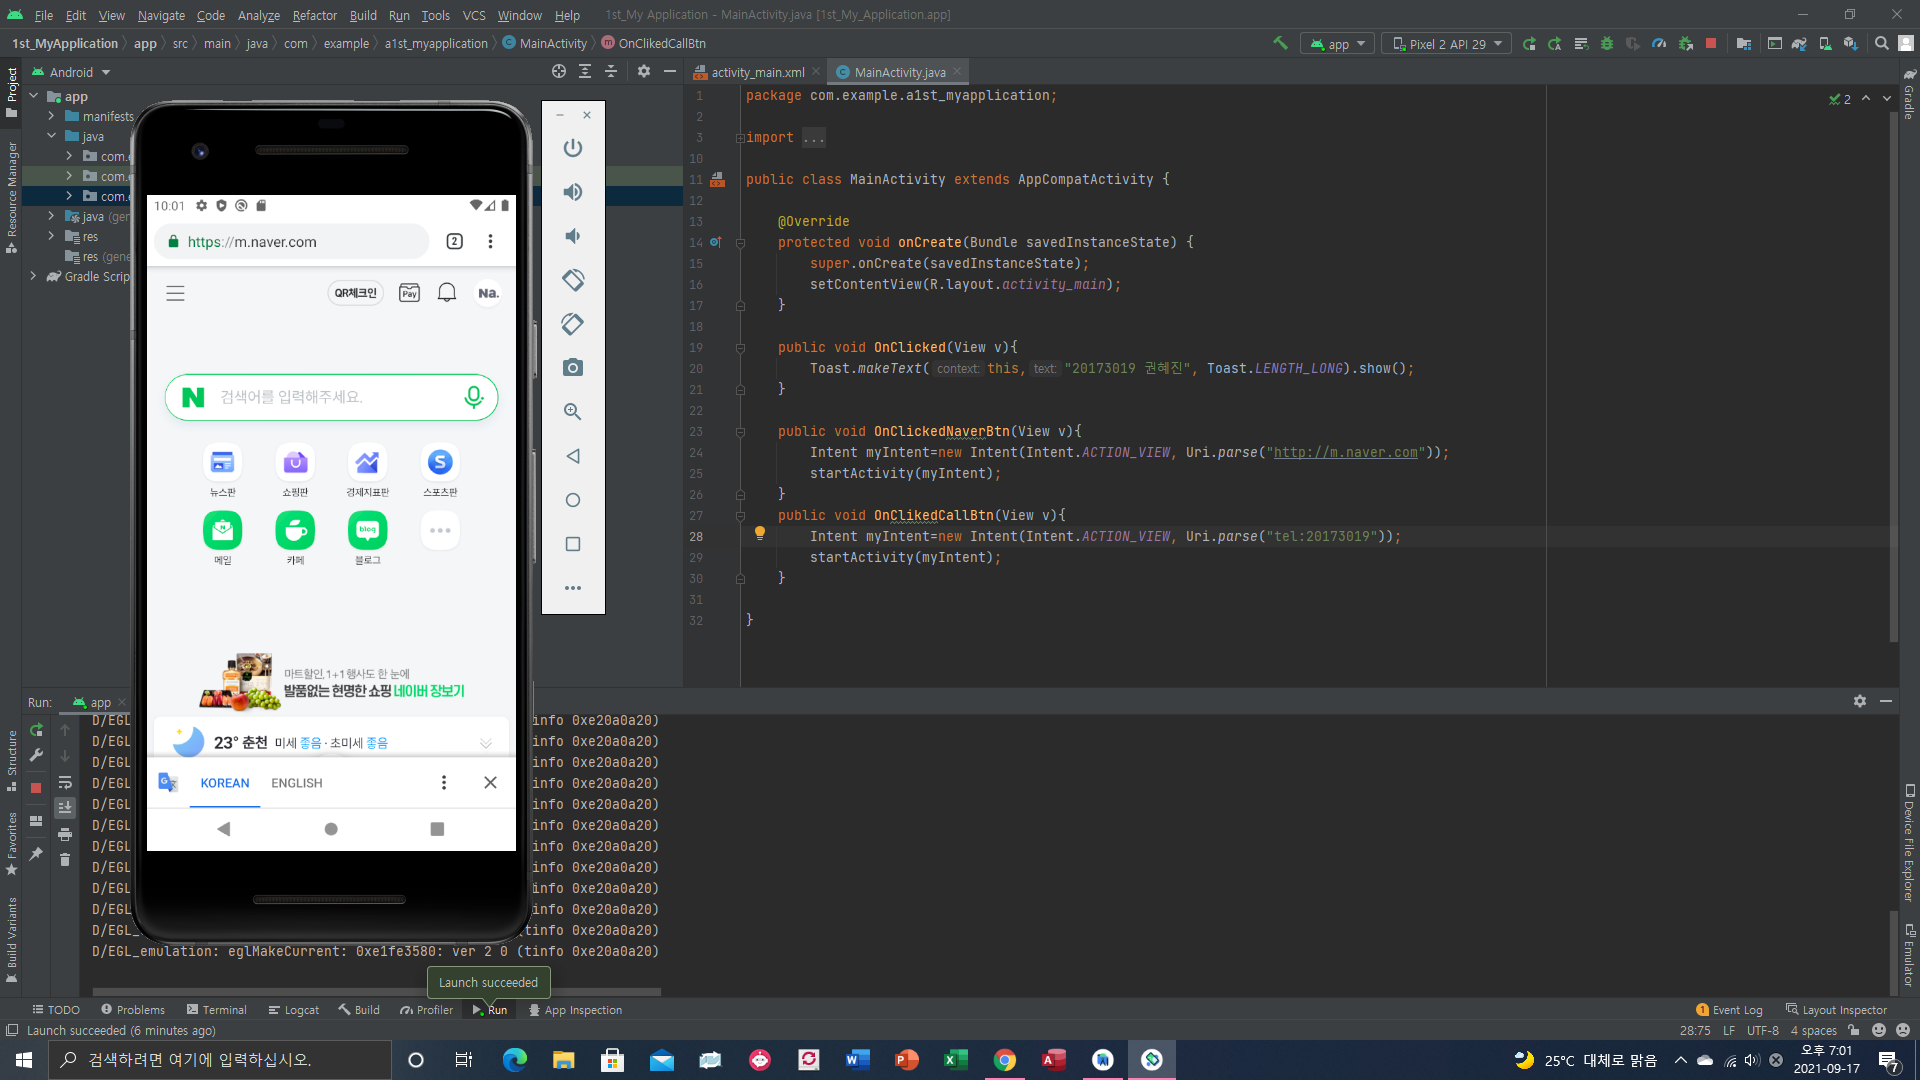 File Edit View Navigate Code Analyze Refactor Build Run Tools VCS Window Help 1st_My Application - MainActivity.java [1st_My_Application.app]
1st_MyApplication app src main java com example a1st_myapplication MainActivity OnClikedCallBtn app Pixel 2 API 29
Android
activity_main.xml MainActivity.java
Project
Resource Manager
Structure
Favorites
Build Variants
app
manifests
java
com.
com.
com.
java (gen
res
res (gene
Gradle Scrip
10:01
https://m.naver.com 2
QR체크인 Pay Na.
N 검색어를 입력해주세요.
뉴스판 쇼핑판 경제지표판 스포츠판
blog
메일 카페 블로그
마트할인, 1+1 행사도 한 눈에
발품없는 현명한 쇼핑 네이버 장보기
23° 춘천 미세 좋음 · 초미세 좋음
KOREAN ENGLISH
1 package com.example.a1st_myapplication;
2
3 import ...
10
11 public class MainActivity extends AppCompatActivity {
12
13 @Override
14 protected void onCreate(Bundle savedInstanceState) {
15 super.onCreate(savedInstanceState);
16 setContentView(R.layout.activity_main);
17 }
18
19 public void OnClicked(View v){
20 Toast.makeText( context: this, text: "20173019 권혜진", Toast.LENGTH_LONG).show();
21 }
22
23 public void OnClickedNaverBtn(View v){
24 Intent myIntent=new Intent(Intent.ACTION_VIEW, Uri.parse("http://m.naver.com"));
25 startActivity(myIntent);
26 }
27 public void OnClikedCallBtn(View v){
28 Intent myIntent=new Intent(Intent.ACTION_VIEW, Uri.parse("tel:20173019"));
29 startActivity(myIntent);
30 }
31
32 }
2
Gradle
Device File Explorer
Emulator
Run: app
D/EGL tinfo 0xe20a0a20)
D/EGL tinfo 0xe20a0a20)
D/EGL tinfo 0xe20a0a20)
D/EGL tinfo 0xe20a0a20)
D/EGL tinfo 0xe20a0a20)
D/EGL tinfo 0xe20a0a20)
D/EGL tinfo 0xe20a0a20)
D/EGL tinfo 0xe20a0a20)
D/EGL tinfo 0xe20a0a20)
D/EGL tinfo 0xe20a0a20)
D/EGL_ (tinfo 0xe20a0a20)
D/EGL_emulation: eglMakeCurrent: 0xe1fe3580: ver 2 0 (tinfo 0xe20a0a20)
Launch succeeded
TODO Problems Terminal Logcat Build Profiler Run App Inspection 1 Event Log Layout Inspector
Launch succeeded (6 minutes ago) 28:75 LF UTF-8 4 spaces
검색하려면 여기에 입력하십시오. 25°C 대체로 맑음 오후 7:01
2021-09-17 7